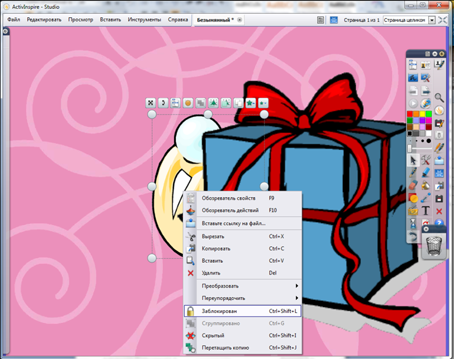 ActivInspire - Studio
Файл Редактировать Просмотр Вставить Инструменты Справка Безымянный * Страница 1 из 1 Страница целиком
Обозреватель свойств F9
Обозреватель действий F10
Вставьте ссылку на файл...
Вырезать Ctrl+X
Копировать Ctrl+C
Вставить Ctrl+V
Удалить Del
Преобразовать
Переупорядочить
Заблокирован Ctrl+Shift+L
Сгруппировано Ctrl+G
Скрытый Ctrl+Shift+I
Перетащить копию Ctrl+Shift+J